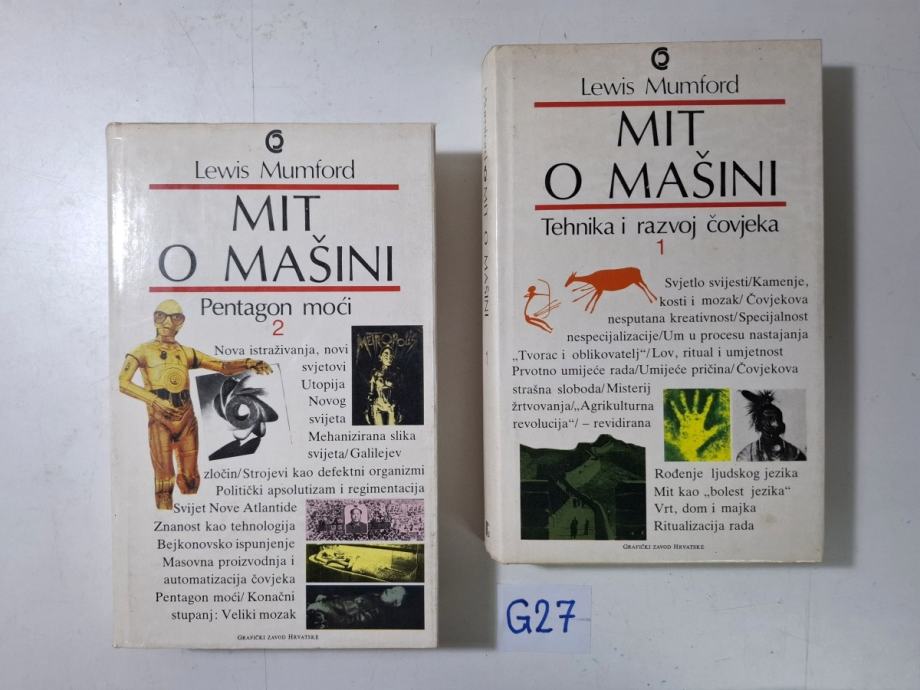 Lewis Mumford
MIT
O MAŠINI
Pentagon moći
2
Nova istraživanja, novi
svjetovi
Utopija
Novog
svijeta
Mehanizirana slika
svijeta/Galilejev
zločin/Strojevi kao defektni organizmi
Politički apsolutizam i regimentacija
Svijet Nove Atlantide
Znanost kao tehnologija
Bejkonovsko ispunjenje
Masovna proizvodnja i
automatizacija čovjeka
Pentagon moći/Konačni
stupanj: Veliki mozak
GRAFIČKI ZAVOD HRVATSKE
METROPOLIS
Lewis Mumford
MIT
O MAŠINI
Tehnika i razvoj čovjeka
1
Svjetlo svijesti/Kamenje,
kosti i mozak/Čovjekova
nesputana kreativnost/Specijalnost
nespecijalizacije/Um u procesu nastajanja
„Tvorac i oblikovatelj“/Lov, ritual i umjetnost
Prvotno umijeće rada/Umijeće pričina/Čovjekova
strašna sloboda/Misterij
žrtvovanja/„Agrikulturna
revolucija“/ – revidirana
Rođenje ljudskog jezika
Mit kao „bolest jezika“
Vrt, dom i majka
Ritualizacija rada
GRAFIČKI ZAVOD HRVATSKE
MIT O MAŠINI
G27